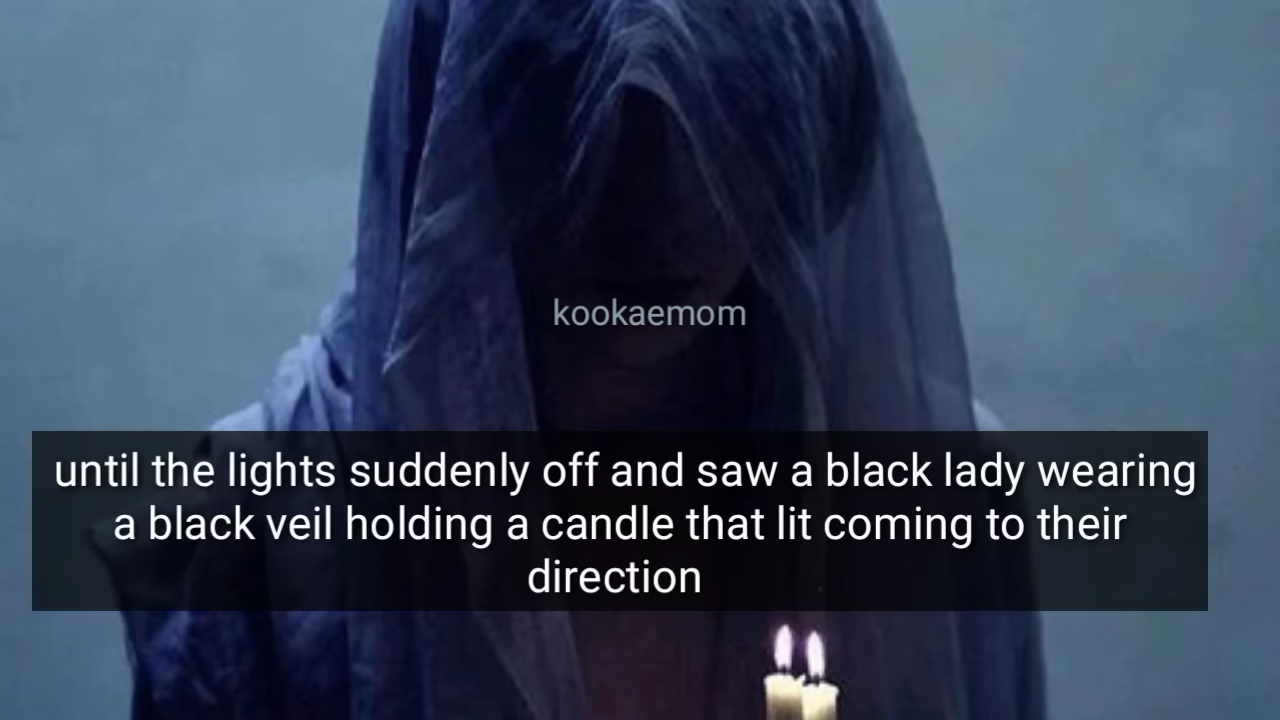 kookaemom
until the lights suddenly off and saw a black lady wearing
a black veil holding a candle that lit coming to their
direction